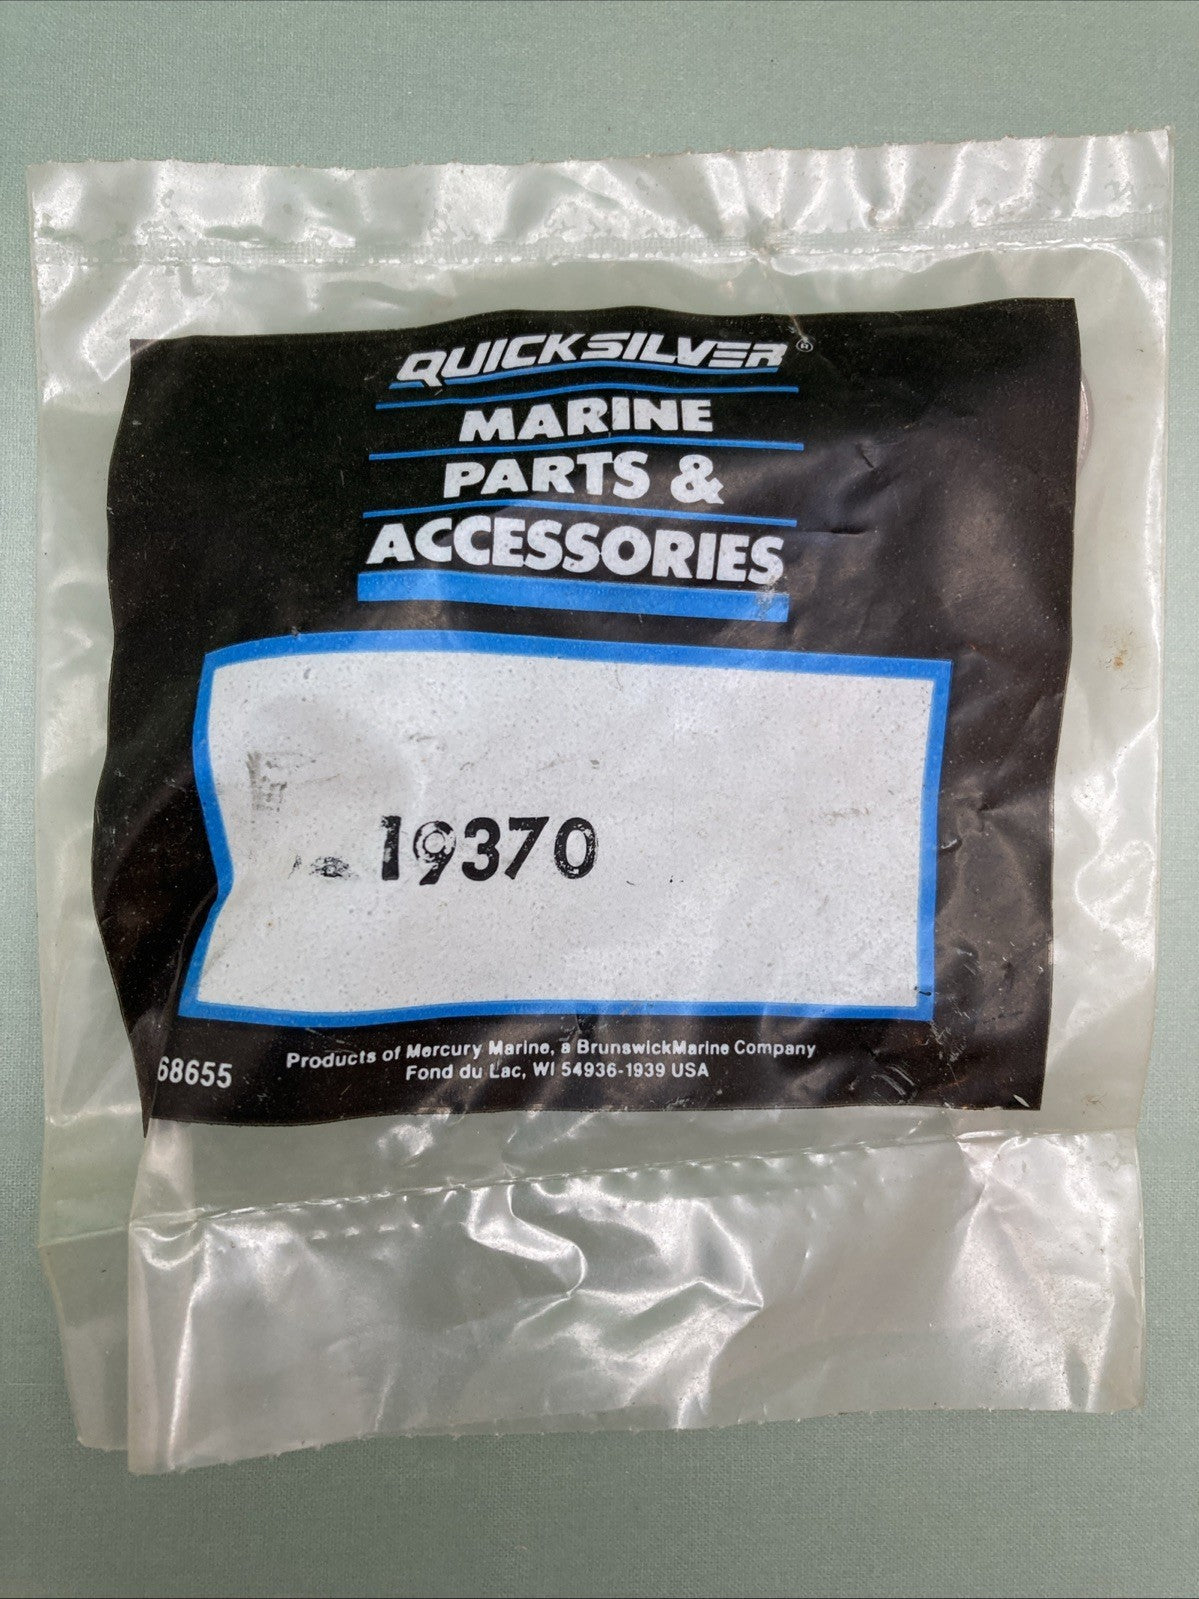 QUICKSILVER®
MARINE
PARTS &
ACCESSORIES
19370
68655
Products of Mercury Marine, a BrunswickMarine Company
Fond du Lac, WI 54936-1939 USA